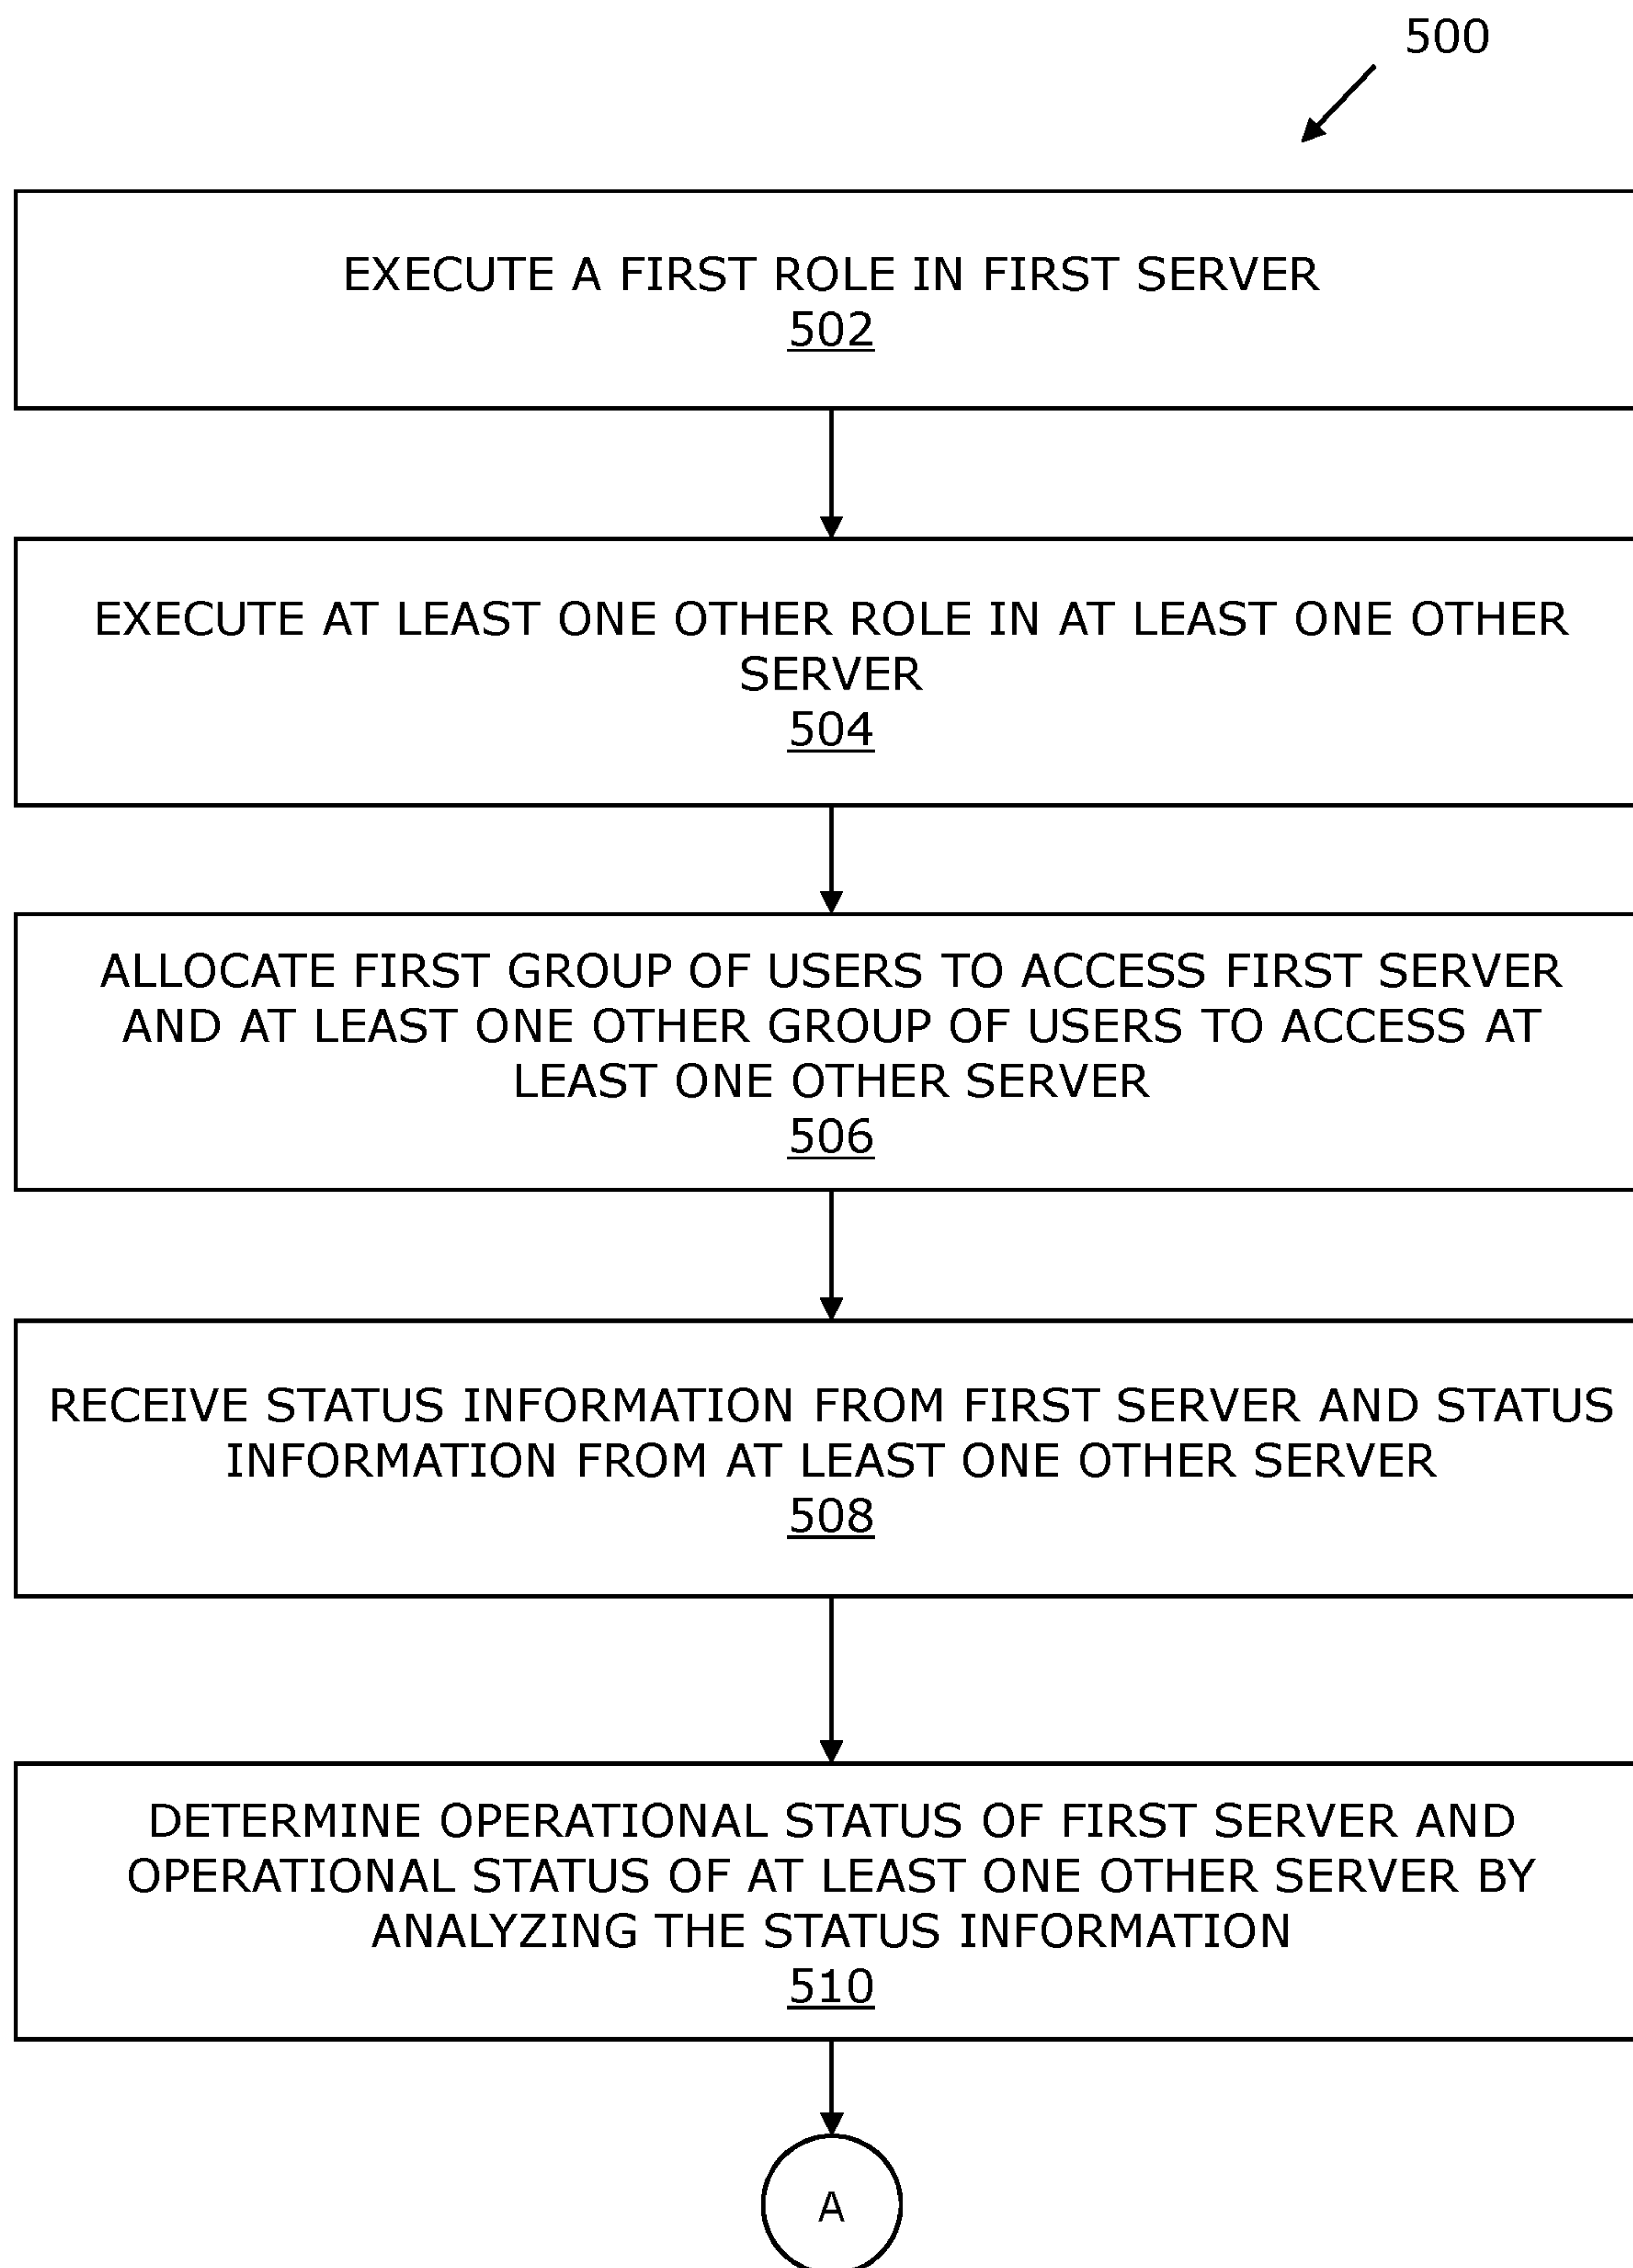 500
EXECUTE A FIRST ROLE IN FIRST SERVER
502
EXECUTE AT LEAST ONE OTHER ROLE IN AT LEAST ONE OTHER
SERVER
504
ALLOCATE FIRST GROUP OF USERS TO ACCESS FIRST SERVER
AND AT LEAST ONE OTHER GROUP OF USERS TO ACCESS AT
LEAST ONE OTHER SERVER
506
RECEIVE STATUS INFORMATION FROM FIRST SERVER AND STATUS
INFORMATION FROM AT LEAST ONE OTHER SERVER
508
DETERMINE OPERATIONAL STATUS OF FIRST SERVER AND
OPERATIONAL STATUS OF AT LEAST ONE OTHER SERVER BY
ANALYZING THE STATUS INFORMATION
510
A